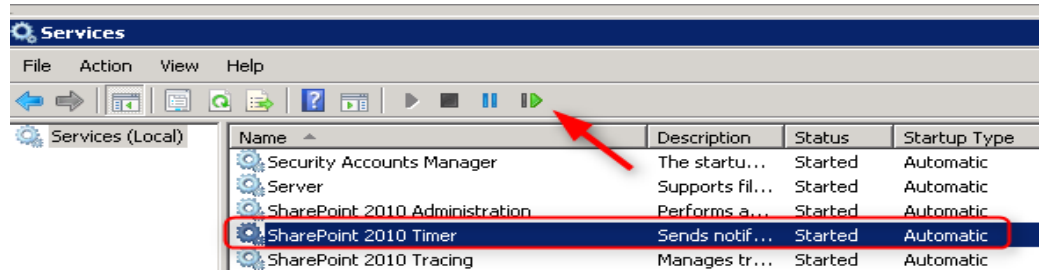 Services
File Action View Help
Services (Local)
Name Description Status Startup Type
Security Accounts Manager The startu... Started Automatic
Server Supports fil... Started Automatic
SharePoint 2010 Administration Performs a... Started Automatic
SharePoint 2010 Timer Sends notif... Started Automatic
SharePoint 2010 Tracing Manages tr... Started Automatic